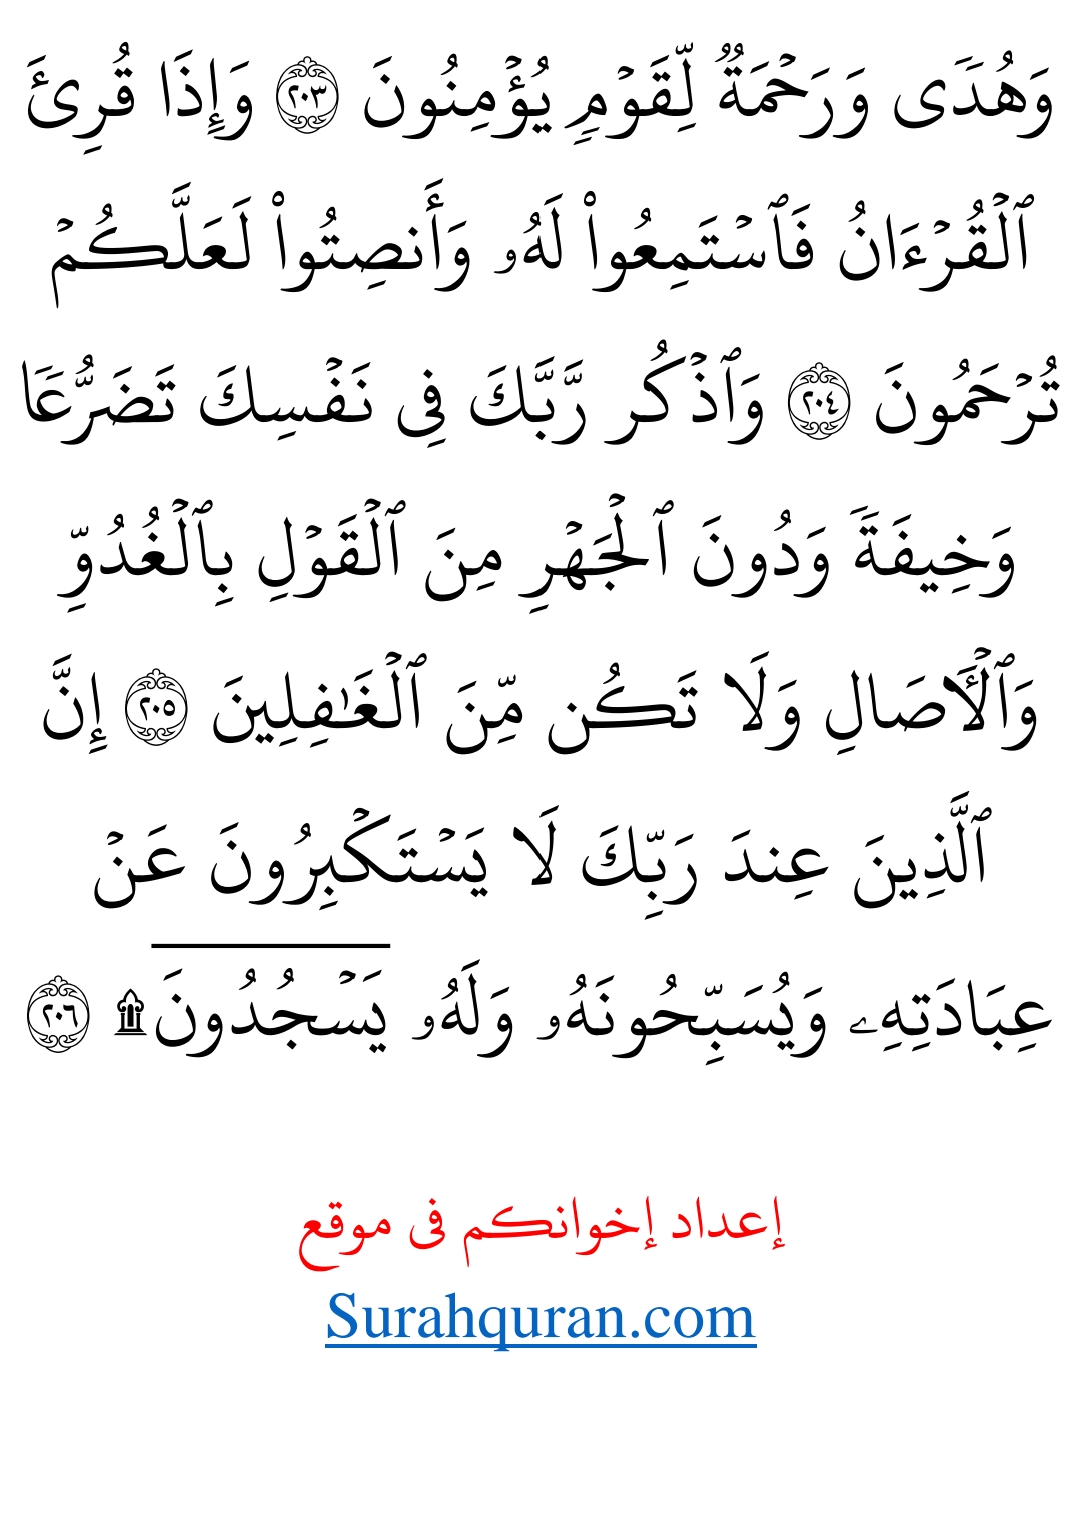 وَهُدٗى وَرَحۡمَةٞ لِّقَوۡمٖ يُؤۡمِنُونَ ٢٠٣ وَإِذَا قُرِئَ
ٱلۡقُرۡءَانُ فَٱسۡتَمِعُواْ لَهُۥ وَأَنصِتُواْ لَعَلَّكُمۡ
تُرۡحَمُونَ ٢٠٤ وَٱذۡكُر رَّبَّكَ فِي نَفۡسِكَ تَضَرُّعٗا
وَخِيفَةٗ وَدُونَ ٱلۡجَهۡرِ مِنَ ٱلۡقَوۡلِ بِٱلۡغُدُوِّ
وَٱلۡأٓصَالِ وَلَا تَكُن مِّنَ ٱلۡغَٰفِلِينَ ٢٠٥ إِنَّ
ٱلَّذِينَ عِندَ رَبِّكَ لَا يَسۡتَكۡبِرُونَ عَنۡ
عِبَادَتِهِۦ وَيُسَبِّحُونَهُۥ وَلَهُۥ يَسۡجُدُونَۤ۩ ٢٠٦
إعداد إخوانكم فى موقع
Surahquran.com